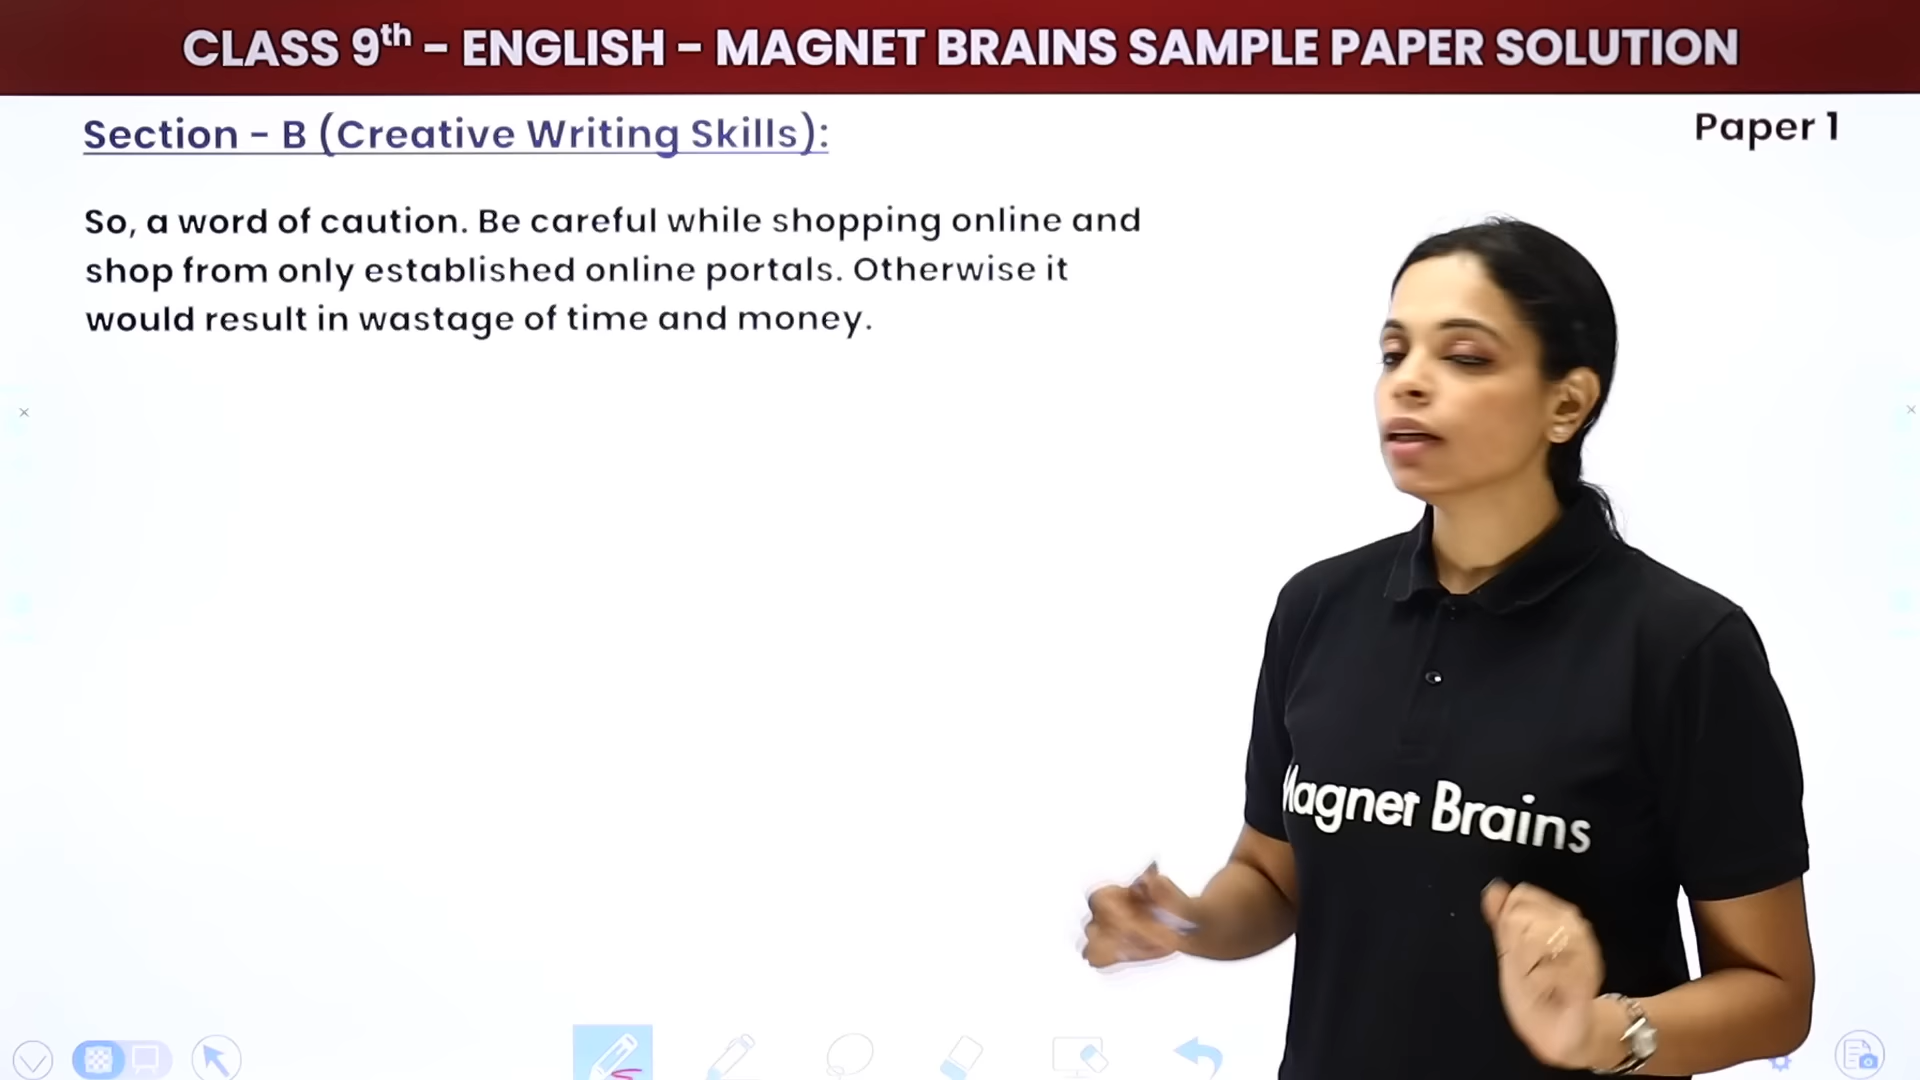 CLASS 9th – ENGLISH – MAGNET BRAINS SAMPLE PAPER SOLUTION
Section - B (Creative Writing Skills):
Paper 1
So, a word of caution. Be careful while shopping online and
shop from only established online portals. Otherwise it
would result in wastage of time and money.
Magnet Brains